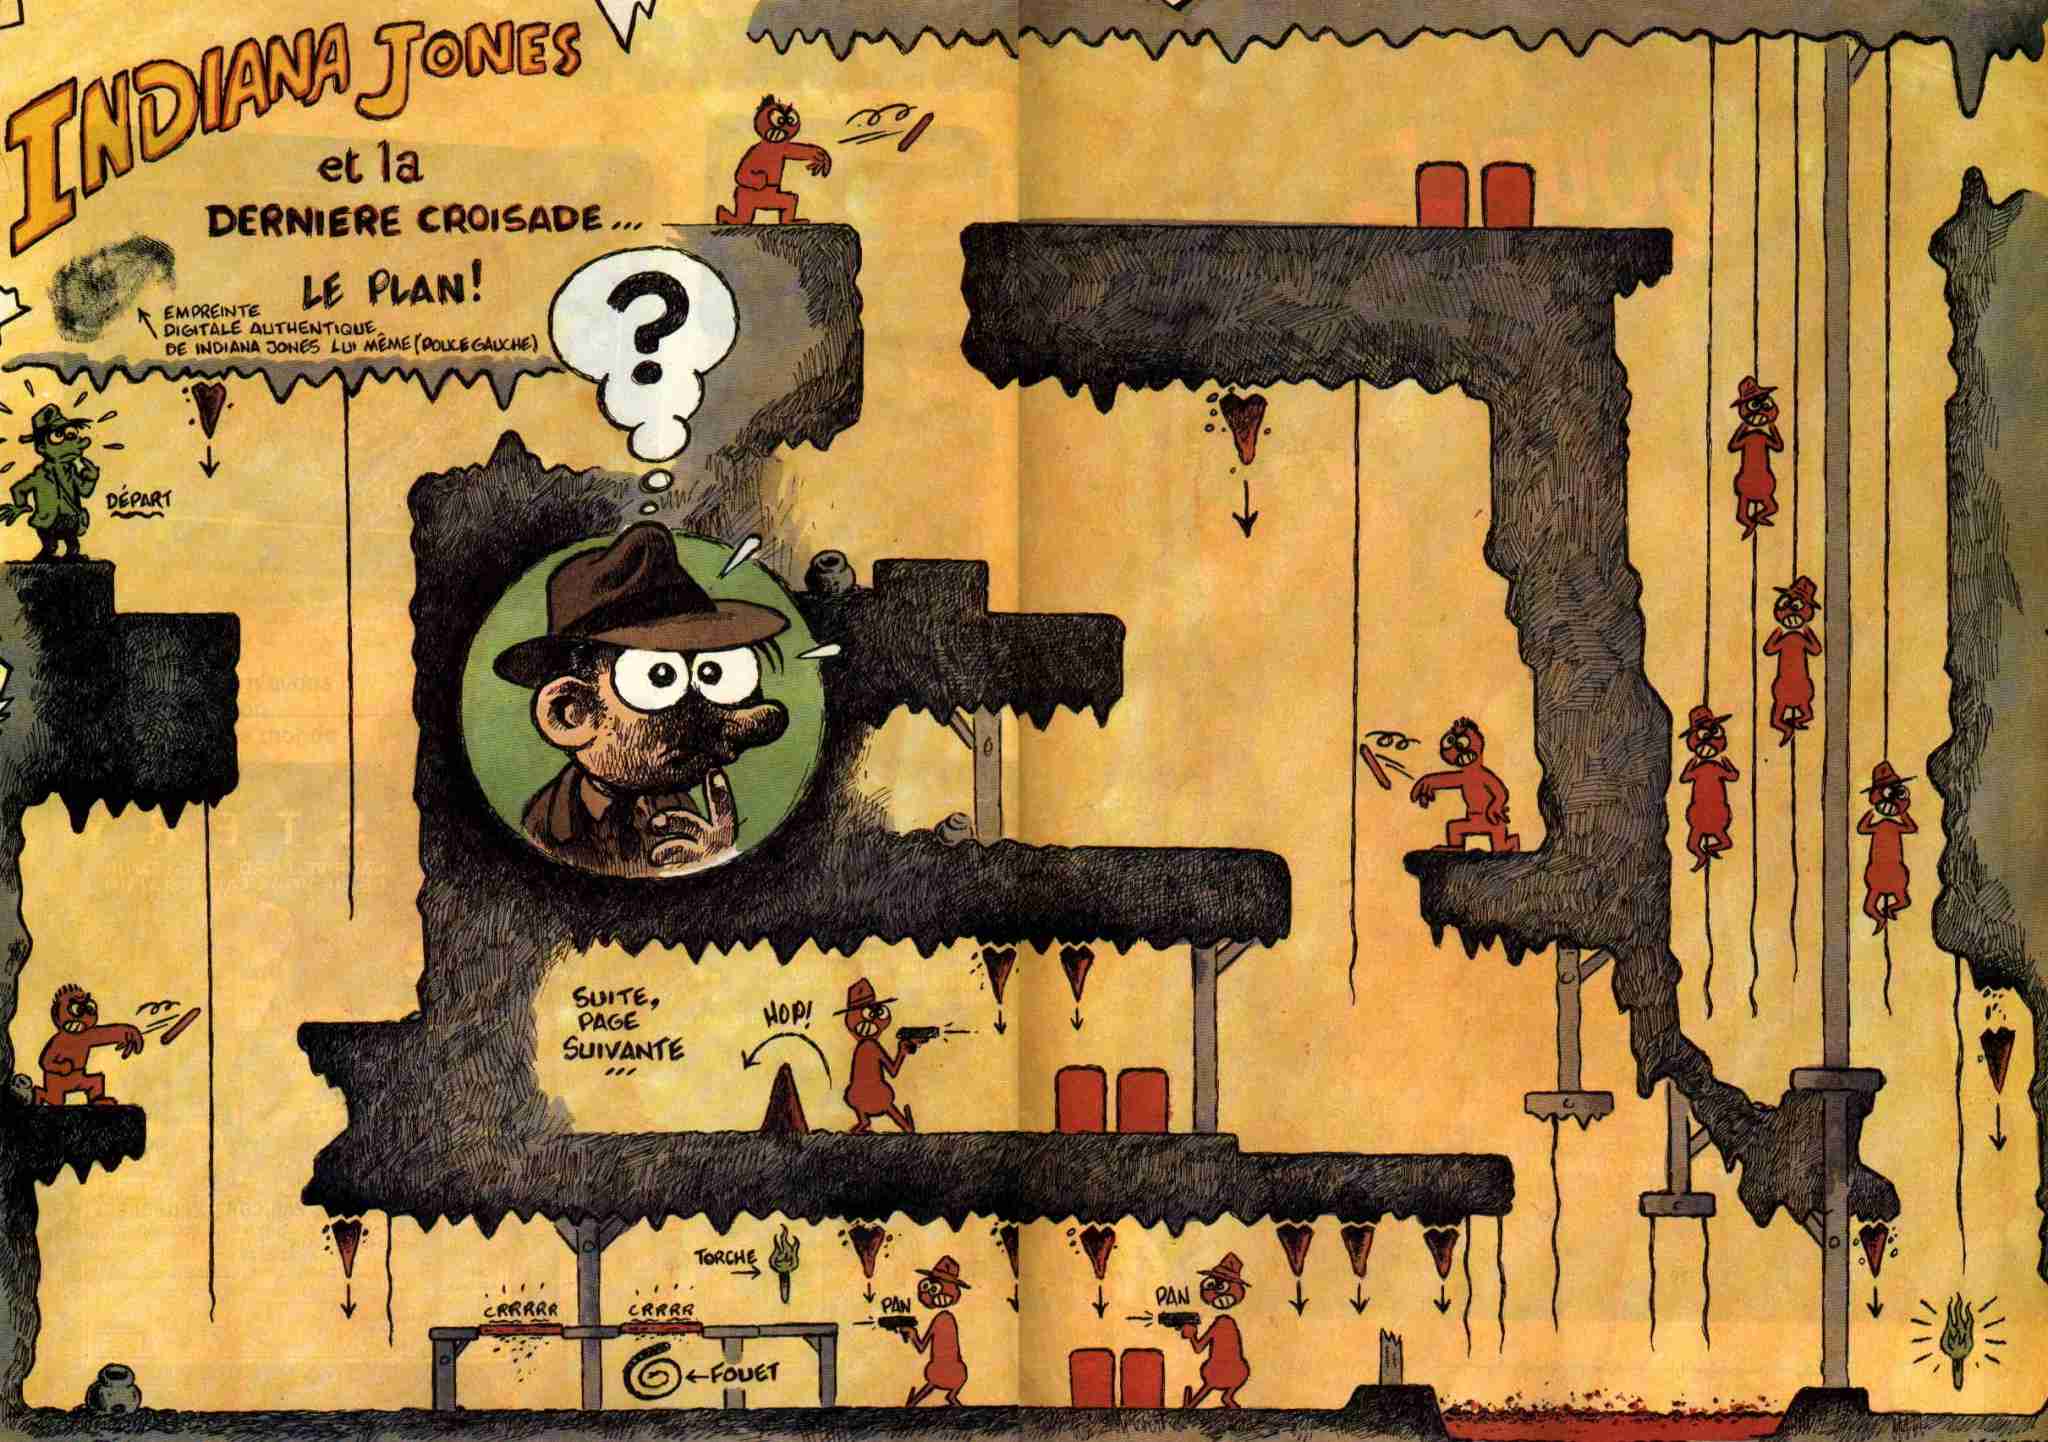 INDIANA JONES
et la
DERNIERE CROISADE...
LE PLAN!
EMPREINTE
DIGITALE AUTHENTIQUE
DE INDIANA JONES LUI MÊME (POUCE GAUCHE)
?
DÉPART
SUITE,
PAGE
SUIVANTE
...
HOP!
TORCHE
CRRRRR
CRRRR
PAN
PAN
FOUET